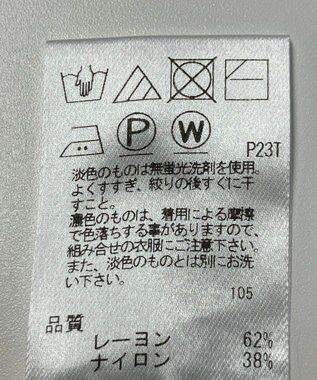 P W P23T
淡色のものは無蛍光洗剤を使用。
よくすすぎ、絞りの後すぐに干
すこと。
濃色のものは、着用による摩擦
で色落ちする事がありますので、
組み合せの衣服にご注意下さい。
また、淡色のものとは別にお洗
い下さい。
105
品質
レーヨン 62%
ナイロン 38%